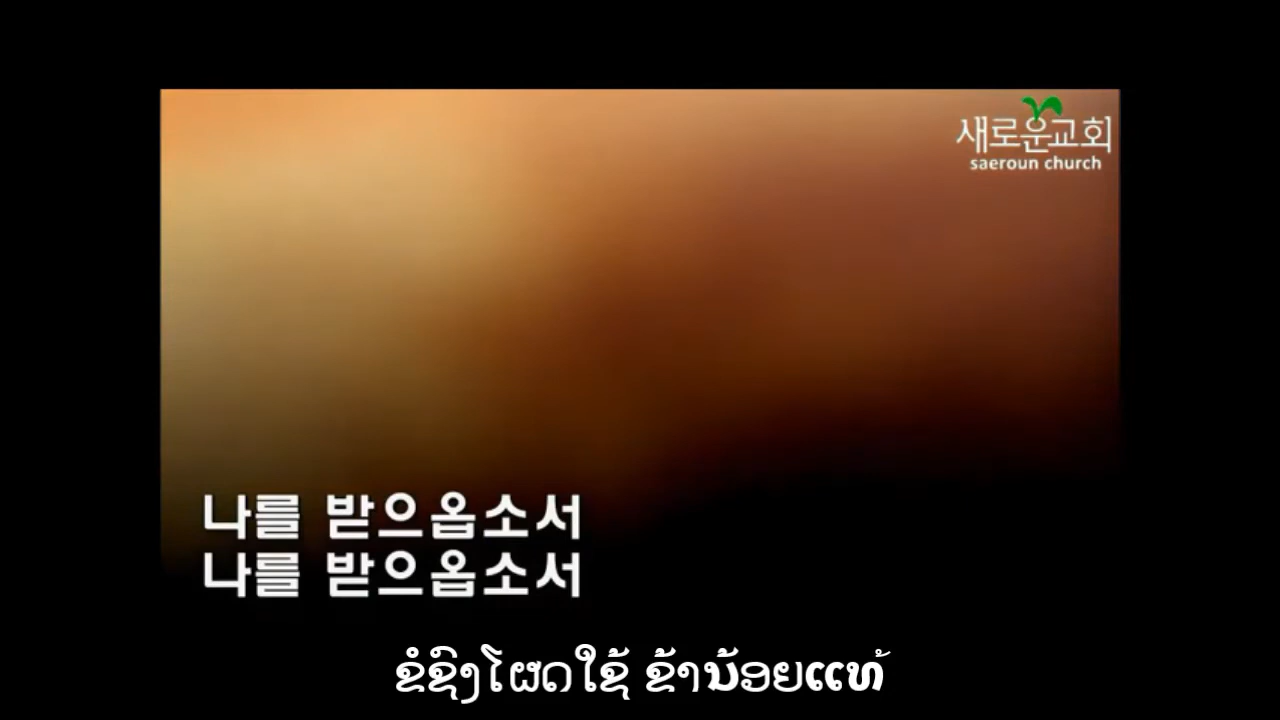 새로운교회
saeroun church
나를 받으옵소서
나를 받으옵소서
ຂໍຊົງໂຜດໃຊ້ ຂ້ານ້ອຍແທ້